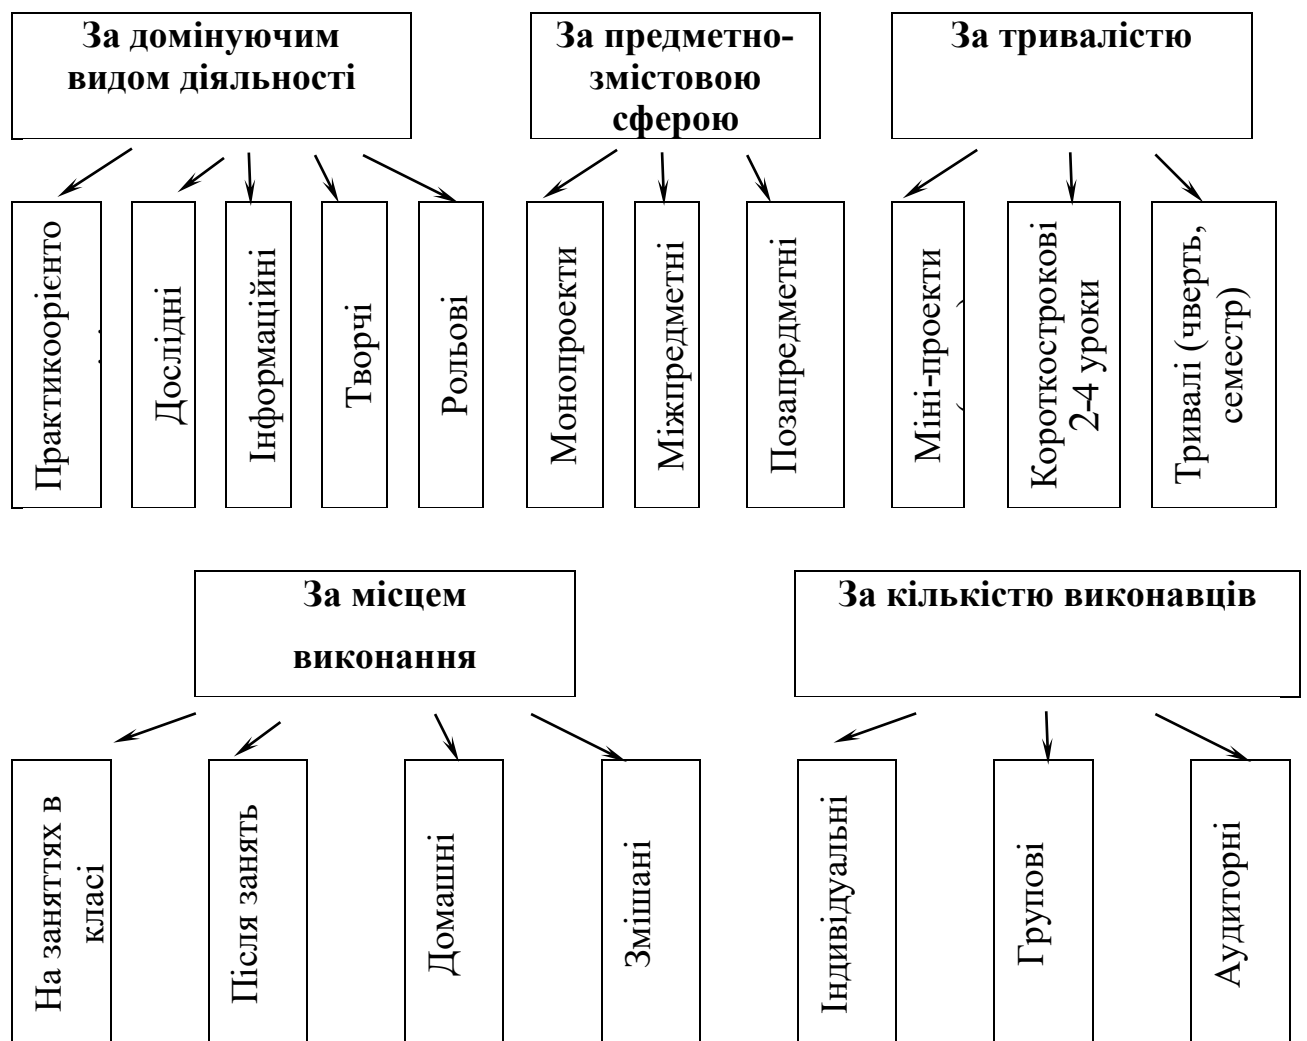 За домінуючим
видом діяльності
За предметно-
змістовою
сферою
За тривалістю
Практикоорієнто
Дослідні
Інформаційні
Творчі
Рольові
Монопроекти
Міжпредметні
Позапредметні
Міні-проекти
Короткострокові
2-4 уроки
Тривалі (чверть,
семестр)
За місцем
виконання
За кількістю виконавців
На заняттях в
класі
Після занять
Домашні
Змішані
Індивідуальні
Групові
Аудиторні